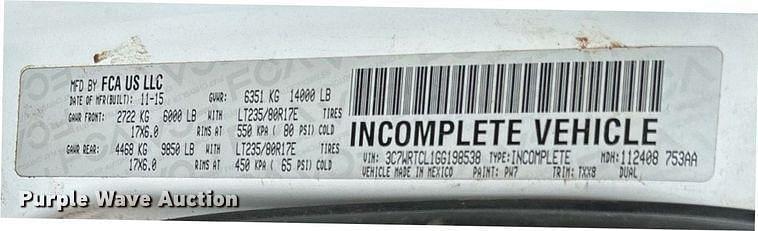 MFD BY FCA US LLC
DATE OF MFR(BUILT): 11-15 GVWR: 6351 KG 14000 LB
GAWR FRONT: 2722 KG 6000 LB WITH LT235/80R17E TIRES
17X6.0 RIMS AT 550 KPA ( 80 PSI) COLD
GAWR REAR: 4468 KG 9850 LB WITH LT235/80R17E TIRES
17X6.0 RIMS AT 450 KPA ( 65 PSI) COLD
INCOMPLETE VEHICLE
VIN: 3C7WRTCL1GG198538 TYPE: INCOMPLETE MDH: 112408 753AA
VEHICLE MADE IN MEXICO PAINT: PW7 TRIM: TXX8 DUAL
Purple Wave Auction